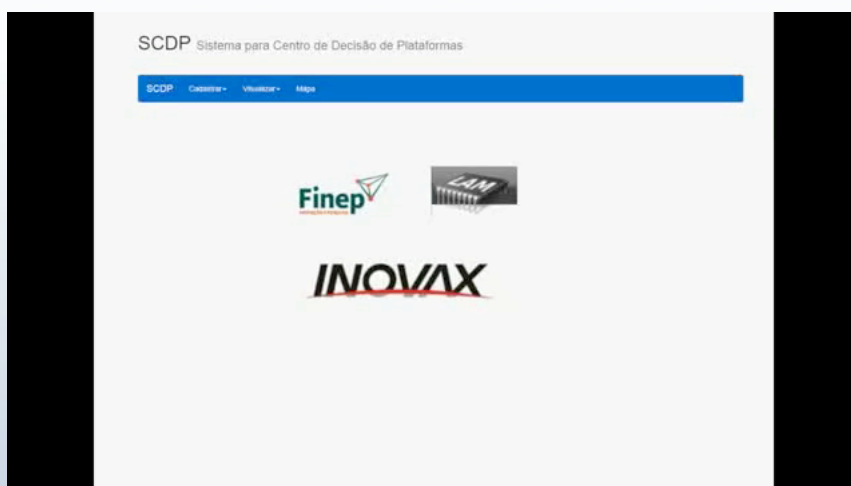 SCDP Sistema para Centro de Decisão de Plataformas
SCDP Cadastrar Visualizar Mapa
Finep
LAM
INOVAX